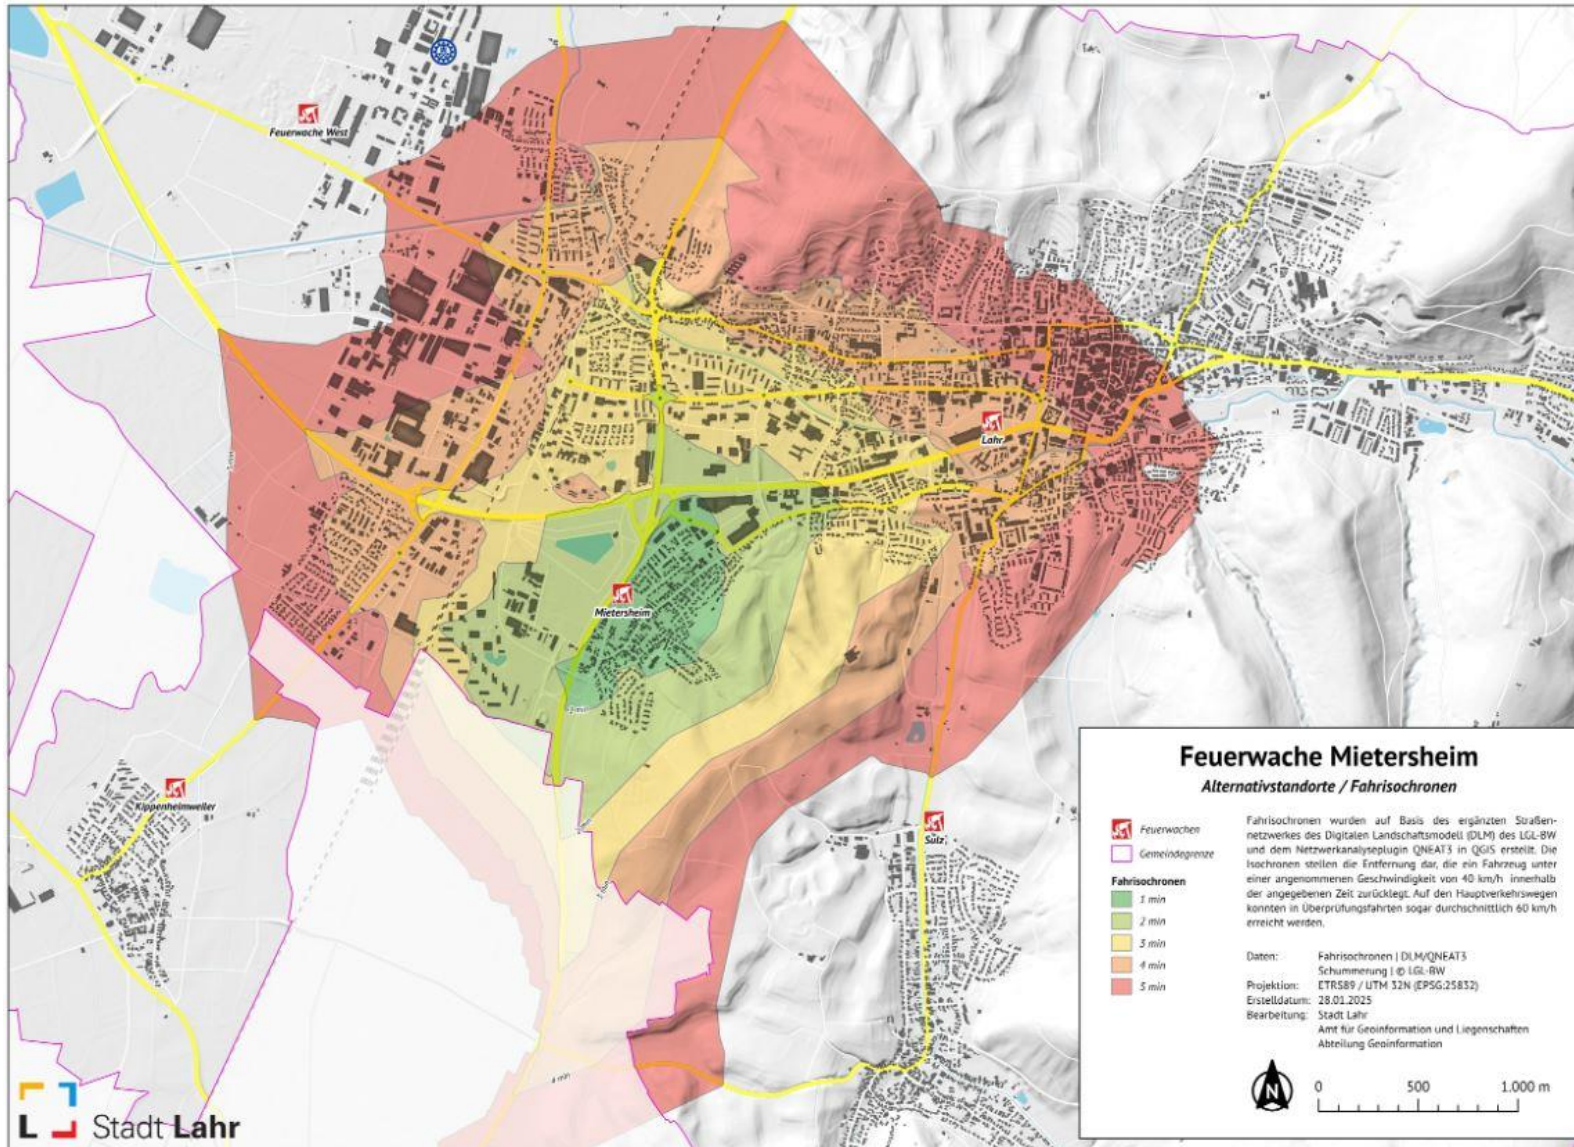 Feuerwache West
Lahr
Mietersheim
2 min
Kippenheimweiler
Sulz
4 min
Stadt Lahr
Feuerwache Mietersheim
Alternativstandorte / Fahrisochronen
Feuerwachen
Gemeindegrenze
Fahrisochronen
1 min
2 min
3 min
4 min
5 min
Fahrisochronen wurden auf Basis des ergänzten Straßen-
netzwerkes des Digitalen Landschaftsmodell (DLM) des LGL-BW
und dem Netzwerkanalyseplugin QNEAT3 in QGIS erstellt. Die
Isochronen stellen die Entfernung dar, die ein Fahrzeug unter
einer angenommenen Geschwindigkeit von 40 km/h innerhalb
der angegebenen Zeit zurücklegt. Auf den Hauptverkehrswegen
konnten in Überprüfungsfahrten sogar durchschnittlich 60 km/h
erreicht werden.
Daten: Fahrisochronen | DLM/QNEAT3
Schummerung | © LGL-BW
Projektion: ETRS89 / UTM 32N (EPSG:25832)
Erstelldatum: 28.01.2025
Bearbeitung: Stadt Lahr
Amt für Geoinformation und Liegenschaften
Abteilung Geoinformation
N
0 500 1.000 m